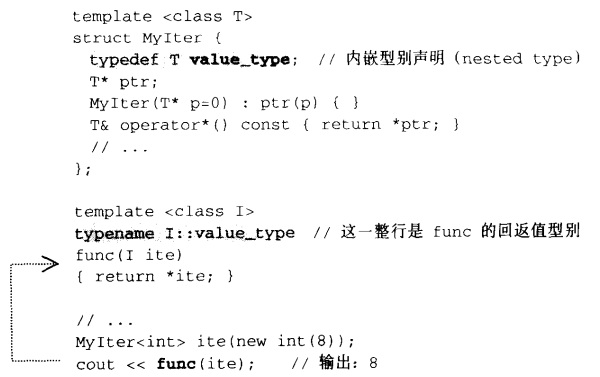 template <class T>
struct MyIter {
typedef T value_type; // 内嵌型别声明 (nested type)
T* ptr;
MyIter(T* p=0) : ptr(p) { }
T& operator*() const { return *ptr; }
// ...
};
template <class I>
typename I::value_type // 这一整行是 func 的回返值型别
func(I ite)
{ return *ite; }
// ...
MyIter<int> ite(new int(8));
cout << func(ite); // 输出: 8